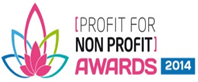 [PROFIT FOR
NON PROFIT]
AWARDS 2014